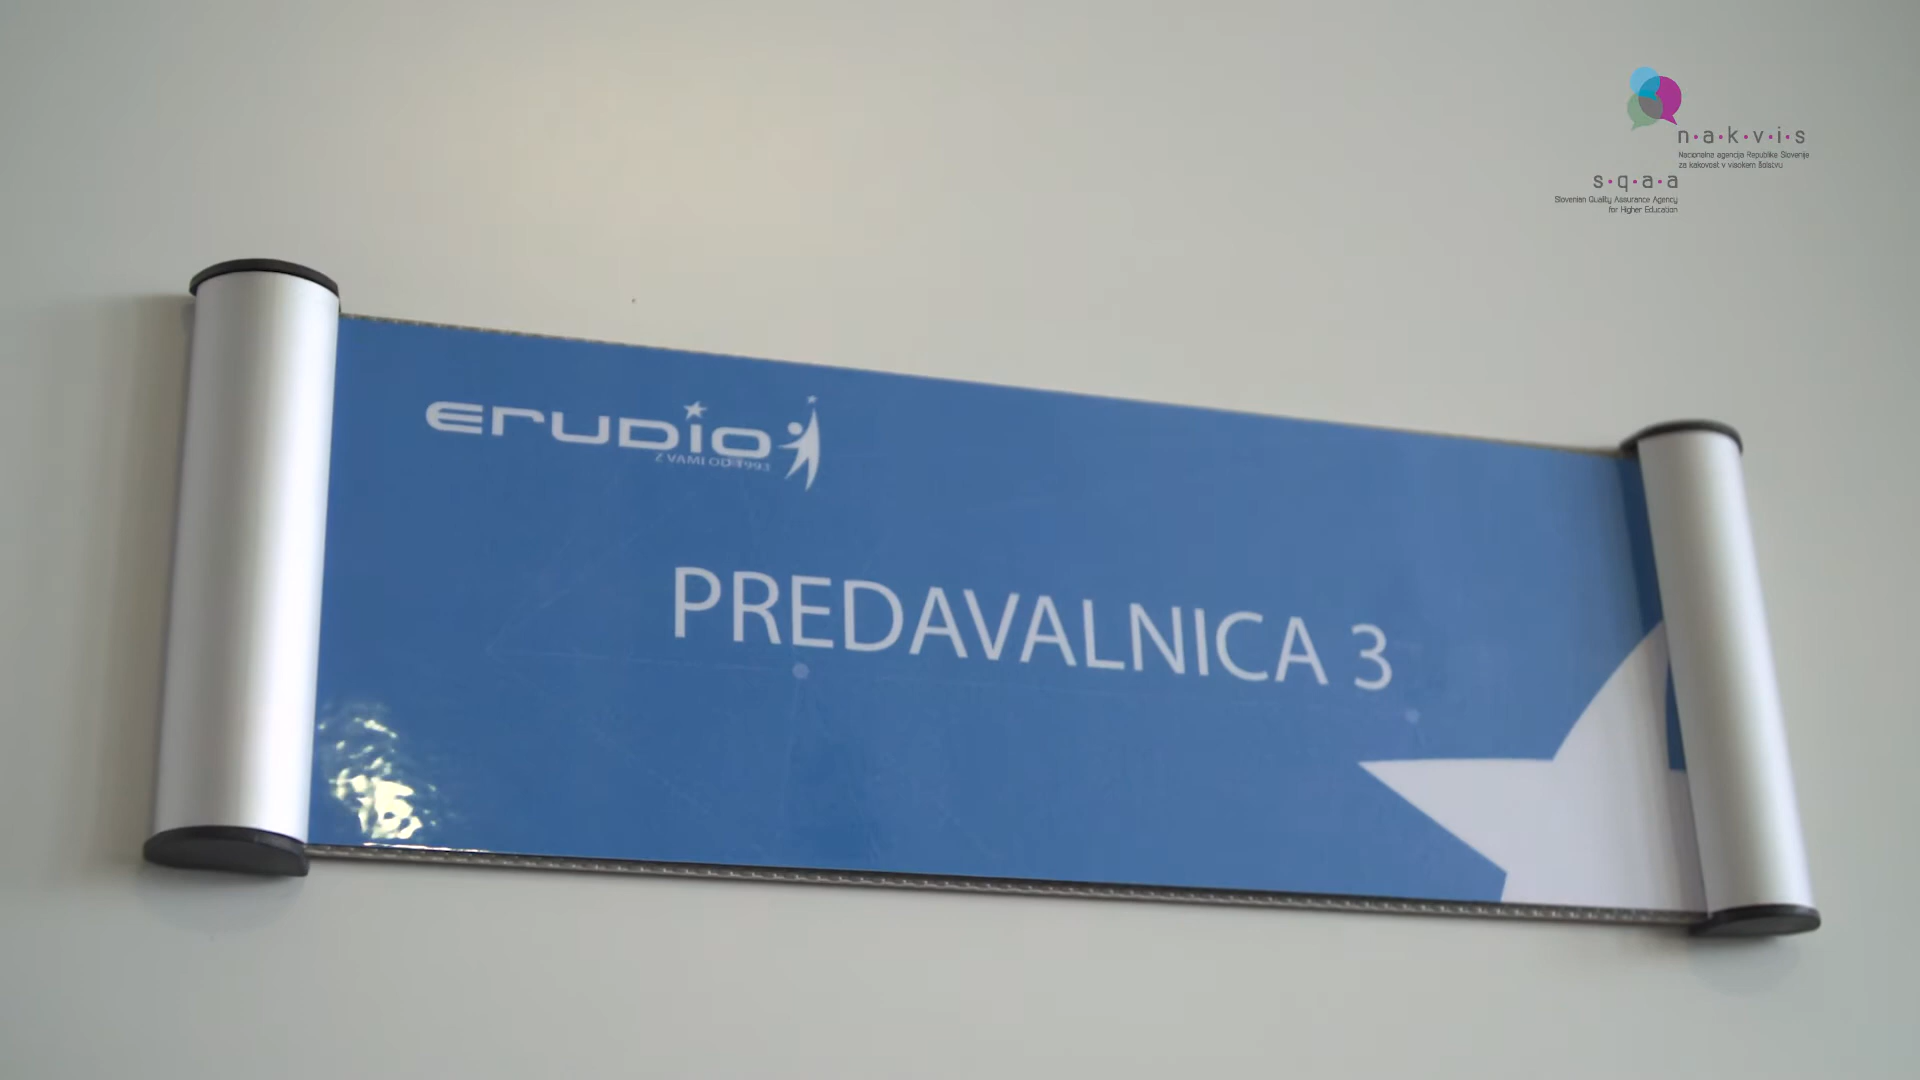 n·a·k·v·i·s
Nacionalna agencija Republike Slovenije
za kakovost v visokem šolstvu
s·q·a·a
Slovenian Quality Assurance Agency
for Higher Education
erudio
Z VAMI OD 1993
PREDAVALNICA 3